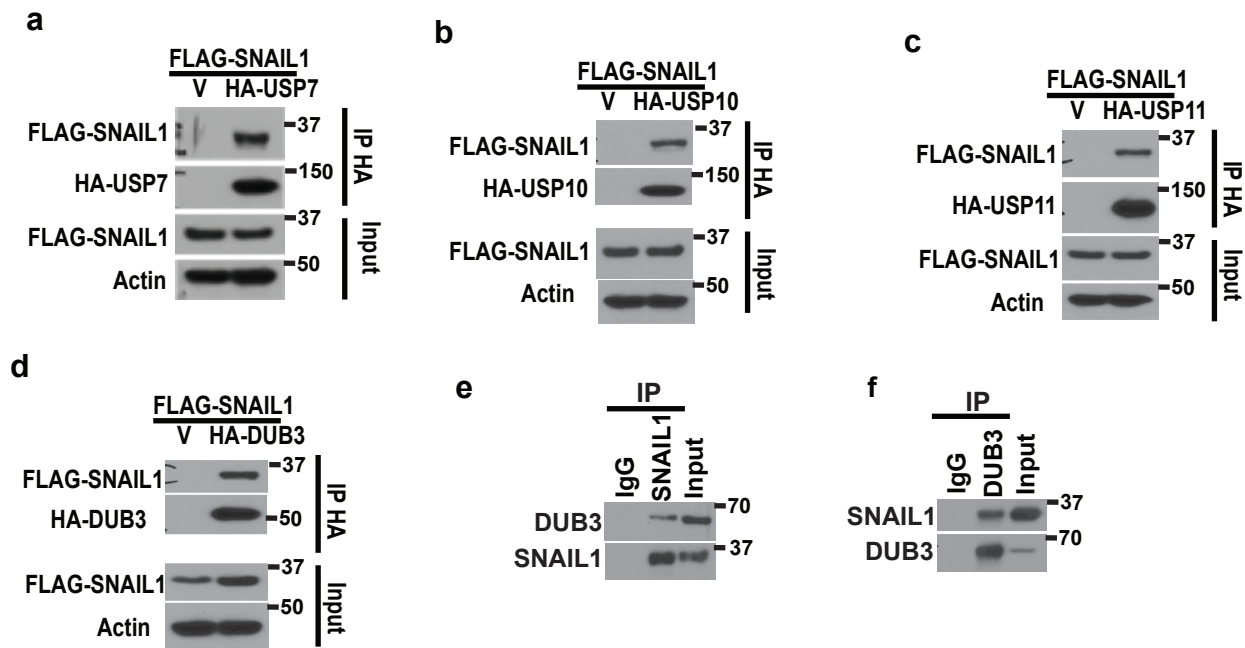 a
FLAG-SNAIL1
V HA-USP7
FLAG-SNAIL1
37
HA-USP7
150
IP HA
FLAG-SNAIL1
37
Actin
50
Input
b
FLAG-SNAIL1
V HA-USP10
FLAG-SNAIL1
37
HA-USP10
150
IP HA
FLAG-SNAIL1
37
Actin
50
Input
c
FLAG-SNAIL1
V HA-USP11
FLAG-SNAIL1
37
HA-USP11
150
IP HA
FLAG-SNAIL1
37
Actin
50
Input
d
FLAG-SNAIL1
V HA-DUB3
FLAG-SNAIL1
37
HA-DUB3
50
IP HA
FLAG-SNAIL1
37
Actin
50
Input
e
IP
IgG
SNAIL1
Input
DUB3
70
SNAIL1
37
f
IP
IgG
DUB3
Input
SNAIL1
37
DUB3
70